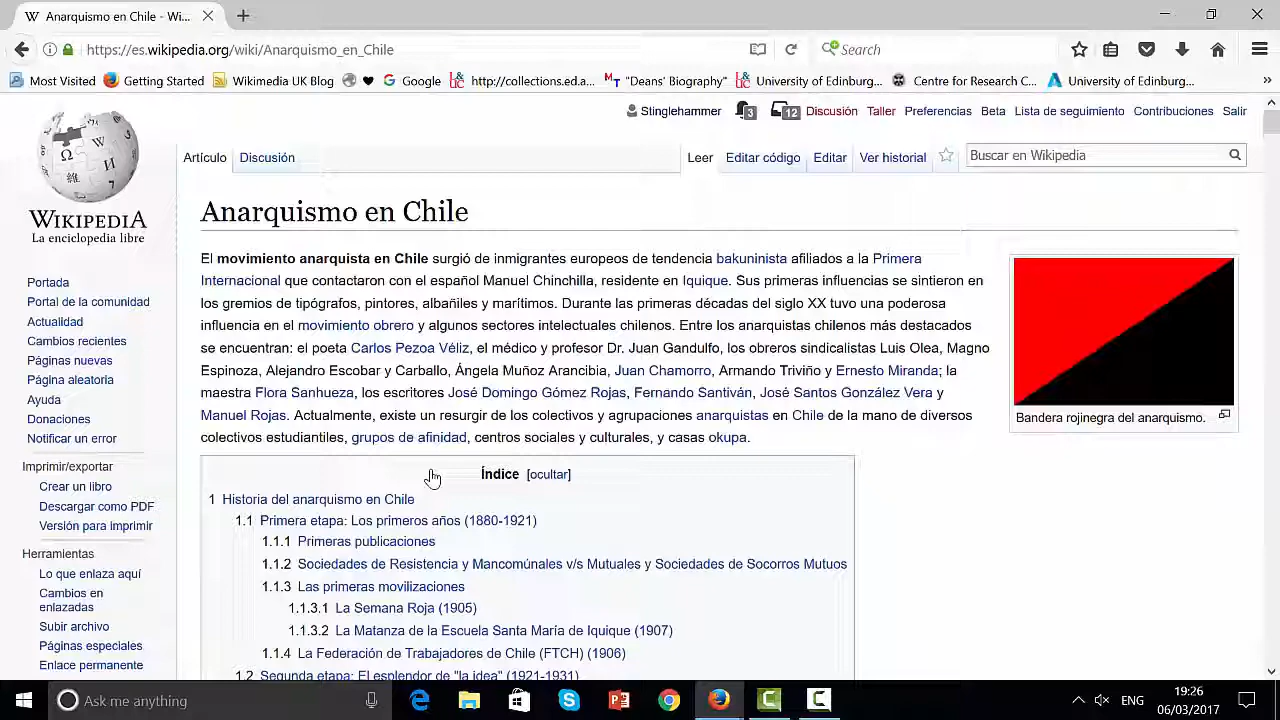 Anarquismo en Chile - Wi...
https://es.wikipedia.org/wiki/Anarquismo_en_Chile
Search
Most Visited
Getting Started
Wikimedia UK Blog
Google
http://collections.ed.a...
"Deans' Biography"
University of Edinburg...
Centre for Research C...
University of Edinburg...
Stinglehammer 3 12 Discusión Taller Preferencias Beta Lista de seguimiento Contribuciones Salir
Artículo Discusión Leer Editar código Editar Ver historial Buscar en Wikipedia
WIKIPEDIA
La enciclopedia libre
Portada
Portal de la comunidad
Actualidad
Cambios recientes
Páginas nuevas
Página aleatoria
Ayuda
Donaciones
Notificar un error
Imprimir/exportar
Crear un libro
Descargar como PDF
Versión para imprimir
Herramientas
Lo que enlaza aquí
Cambios en
enlazadas
Subir archivo
Páginas especiales
Enlace permanente
Anarquismo en Chile
El movimiento anarquista en Chile surgió de inmigrantes europeos de tendencia bakuninista afiliados a la Primera
Internacional que contactaron con el español Manuel Chinchilla, residente en Iquique. Sus primeras influencias se sintieron en
los gremios de tipógrafos, pintores, albañiles y marítimos. Durante las primeras décadas del siglo XX tuvo una poderosa
influencia en el movimiento obrero y algunos sectores intelectuales chilenos. Entre los anarquistas chilenos más destacados
se encuentran: el poeta Carlos Pezoa Véliz, el médico y profesor Dr. Juan Gandulfo, los obreros sindicalistas Luis Olea, Magno
Espinoza, Alejandro Escobar y Carballo, Ángela Muñoz Arancibia, Juan Chamorro, Armando Triviño y Ernesto Miranda; la
maestra Flora Sanhueza, los escritores José Domingo Gómez Rojas, Fernando Santiván, José Santos González Vera y
Manuel Rojas. Actualmente, existe un resurgir de los colectivos y agrupaciones anarquistas en Chile de la mano de diversos
colectivos estudiantiles, grupos de afinidad, centros sociales y culturales, y casas okupa.
Bandera rojinegra del anarquismo.
Índice [ocultar]
1 Historia del anarquismo en Chile
1.1 Primera etapa: Los primeros años (1880-1921)
1.1.1 Primeras publicaciones
1.1.2 Sociedades de Resistencia y Mancomúnales v/s Mutuales y Sociedades de Socorros Mutuos
1.1.3 Las primeras movilizaciones
1.1.3.1 La Semana Roja (1905)
1.1.3.2 La Matanza de la Escuela Santa María de Iquique (1907)
1.1.4 La Federación de Trabajadores de Chile (FTCH) (1906)
1.2 Segunda etapa: El esplendor de "la idea" (1921-1931)
Ask me anything
ENG
19:26
06/03/2017